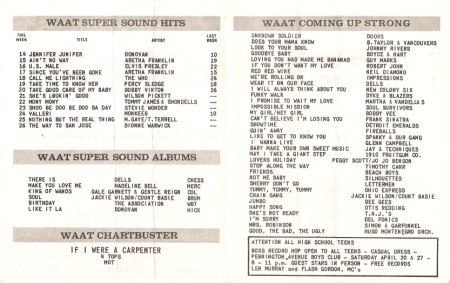 WAAT SUPER SOUND HITS
THIS WEEK TITLE ARTIST LAST WEEK
14 JENNIFER JUNIPER DONOVAN 10
15 AIN'T NO WAY ARETHA FRANKLIN 19
16 U.S. MALE ELVIS PRESLEY 22
17 SINCE YOU'VE BEEN GONE ARETHA FRANKLIN 15
18 CALL ME LIGHTNING THE WHO
19 TAKE TIME TO KNOW HER PERCY SLEDGE 18
20 TAKE GOOD CARE OF MY BABY BOBBY VINTON 26
21 SHE'S LOOKIN' GOOD WILSON PICKETT
22 MONY MONY TOMMY JAMES & SHONDELLS
23 SHOO BE DOO BE DOO BA DAY STEVIE WONDER
24 VALLERI MONKEES 10
25 NOTHING BUT THE REAL THING M.GAYE/T.TERRELL
26 THE WAY TO SAN JOSE DIONNE WARWICK
WAAT SUPER SOUND ALBUMS
THERE IS DELLS CHESS
MAKE YOU LOVE ME MADELINE BELL MERC
KING OF WANDS GALE GARNETT & GENTLE REIGN COL
SOUL JACKIE WILSON/COUNT BASIE BRUN
BIRTHDAY THE ASSOCIATION WB7
LIKE IT LA DONOVAN HICK
WAAT CHARTBUSTER
IF I WERE A CARPENTER
4 TOPS
MOT
WAAT COMING UP STRONG
UNKNOWN SOLDIER DOORS
DOES YOUR MAMA KNOW B.TAYLOR & VANCOUVERS
LOOK TO YOUR SOUL JOHNNY RIVERS
GOODBYE BABY BOYCE & HART
LOVING YOU HAS MADE ME BANANAS GUY MARKS
IF YOU DON'T WANT MY LOVE ROBERT JOHN
RED RED WINE NEIL DIAMOND
WE'RE ROLLING ON IMPRESSIONS
WEAR IT ON OUR FACE DELLS
I WILL ALWAYS THINK ABOUT YOU NEW COLONY SIX
FUNKY WALK DYKE & BLAZERS
I PROMISE TO WAIT MY LOVE MARTHA & VANDELLA'S
IMPOSSIBLE MISSION SOUL SURVIVORS
MY GIRL/HEY GIRL BOBBY VEE
CAN'T BELIEVE I'M LOSING YOU FRANK SINATRA
SHOWTIME DETROIT EMERALDS
GOIN' AWAY FIREBALLS
LIKE TO GET TO KNOW YOU SPANKY & OUR GANG
I WANNA LIVE GLENN CAMPBELL
BABY MAKE YOUR OWN SWEET MUSIC JAY & TECHNIQUES
MAY I TAKE A GIANT STEP 1910 FRUITGUM CO.
LOVERS HOLIDAY PEGGY SCOTT/JO JO BENSON
STOP ALONG THE WAY TIMOTHY CARR
FRIENDS BEACH BOYS
NOT ME BABY SILHOUETTES
SHERRY DON'T GO LETTERMEN
YUMMY, YUMMY, YUMMY OHIO EXPRESS
CHAIN GANG JACKIE WILSON/COUNT BASIE
JUMBO BEE GEES
HAPPY SONG OTIS REDDING
SHE'S NOT READY T.N.J.'S
I'M SORRY DEL FONICS
MRS. ROBINSON SIMON & GARFUNKEL
GOOD, THE BAD, THE UGLY HUGO MONTENEGRO ORCH.
ATTENTION ALL HIGH SCHOOL TEENS
BOSS RECORD HOP OPEN TO ALL TEENS - CASUAL DRESS -
PENNINGTON AVENUE BOYS CLUB - SATURDAY APRIL 20 & 27 -
8 - 11 p.m. GUEST STARS IN PERSON - FREE RECORDS
LEN MURRAY and FLASH GORDON, MC's